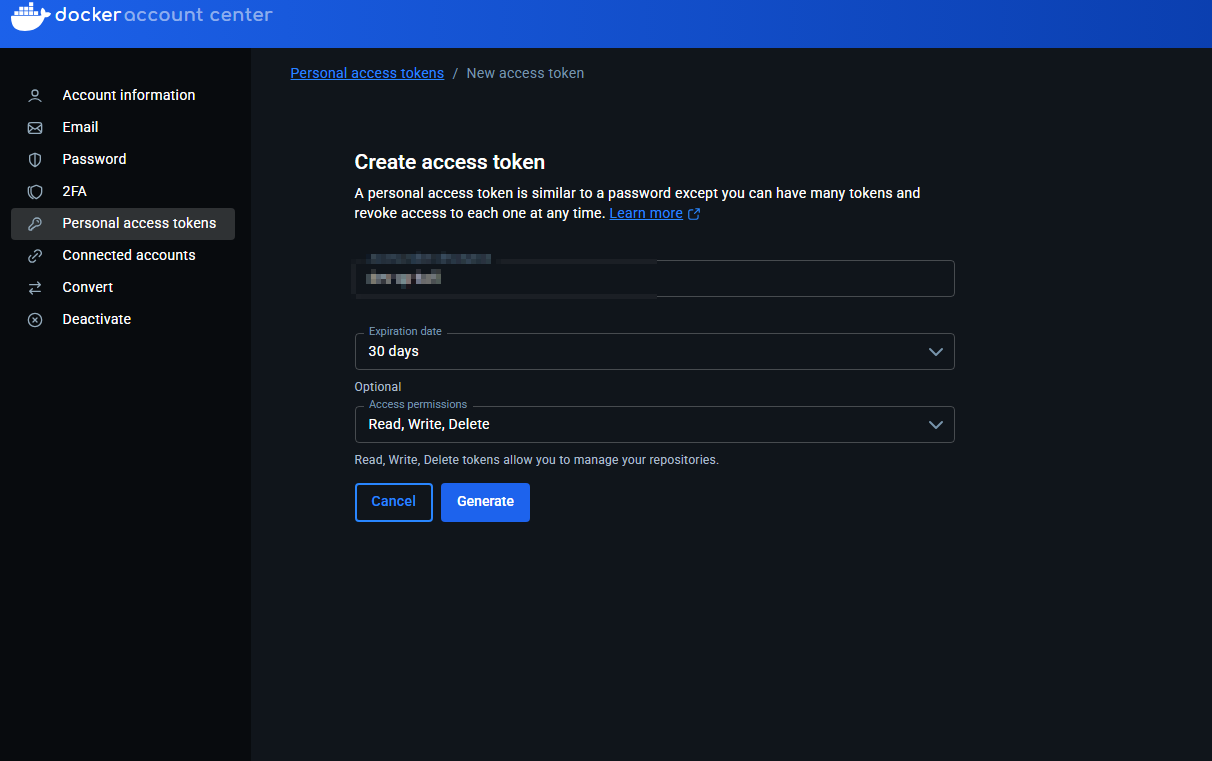 docker account center
Personal access tokens / New access token
Account information
Email
Password
2FA
Personal access tokens
Connected accounts
Convert
Deactivate
Create access token
A personal access token is similar to a password except you can have many tokens and
revoke access to each one at any time. Learn more
Expiration date
30 days
Optional
Access permissions
Read, Write, Delete
Read, Write, Delete tokens allow you to manage your repositories.
Cancel
Generate